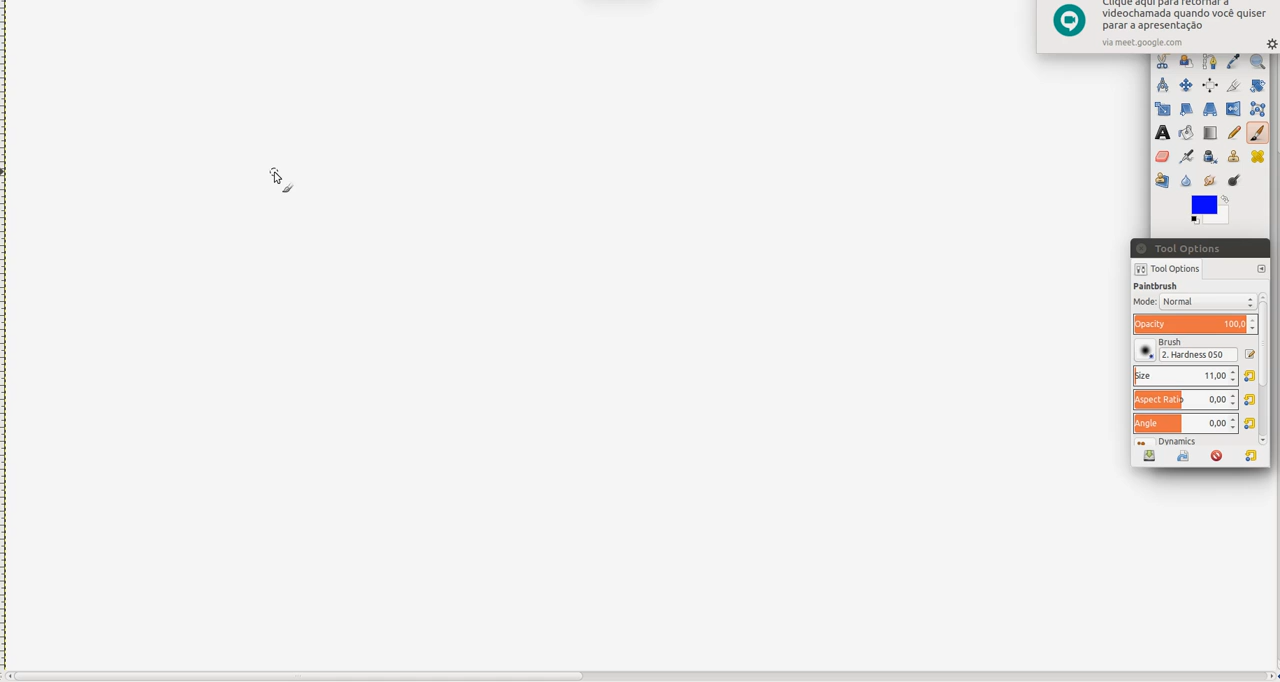 Clique aqui para retornar a
videochamada quando você quiser
parar a apresentação
via meet.google.com
Tool Options
Tool Options
Paintbrush
Mode: Normal
Opacity 100,0
Brush
2. Hardness 050
Size 11,00
Aspect Ratio 0,00
Angle 0,00
Dynamics